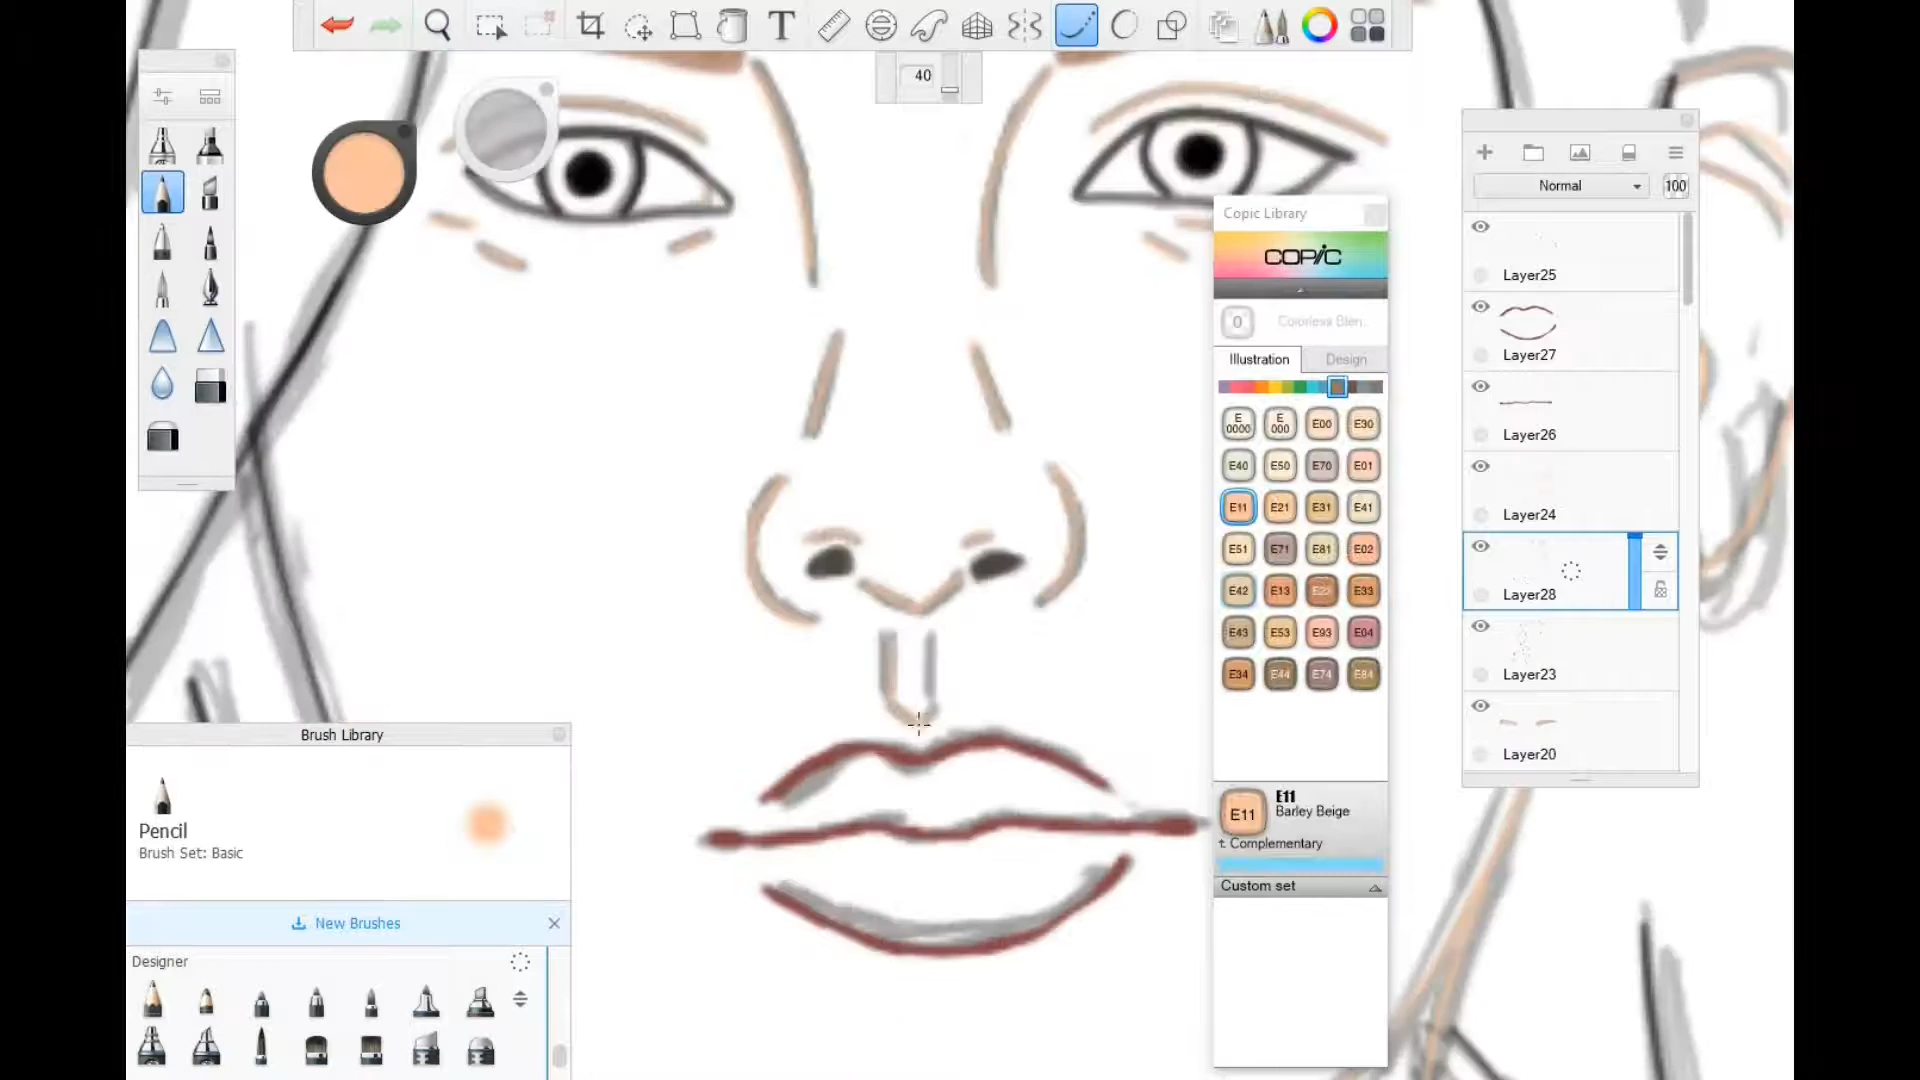 T
40
Normal
100
Layer25
Layer27
Layer26
Layer24
Layer28
Layer23
Layer20
Copic Library
COPIC
0 Colorless Blen
Illustration Design
E0000 E000 E00 E30
E40 E50 E70 E01
E11 E21 E31 E41
E51 E71 E81 E02
E42 E13 E23 E33
E43 E53 E93 E04
E34 E44 E74 E84
E11
E11
Barley Beige
t. Complementary
Custom set
Brush Library
Pencil
Brush Set: Basic
New Brushes
Designer